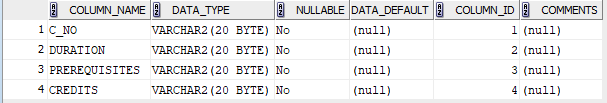 COLUMN_NAME DATA_TYPE NULLABLE DATA_DEFAULT COLUMN_ID COMMENTS
1 C_NO VARCHAR2(20 BYTE) No (null) 1 (null)
2 DURATION VARCHAR2(20 BYTE) No (null) 2 (null)
3 PREREQUISITES VARCHAR2(20 BYTE) No (null) 3 (null)
4 CREDITS VARCHAR2(20 BYTE) No (null) 4 (null)